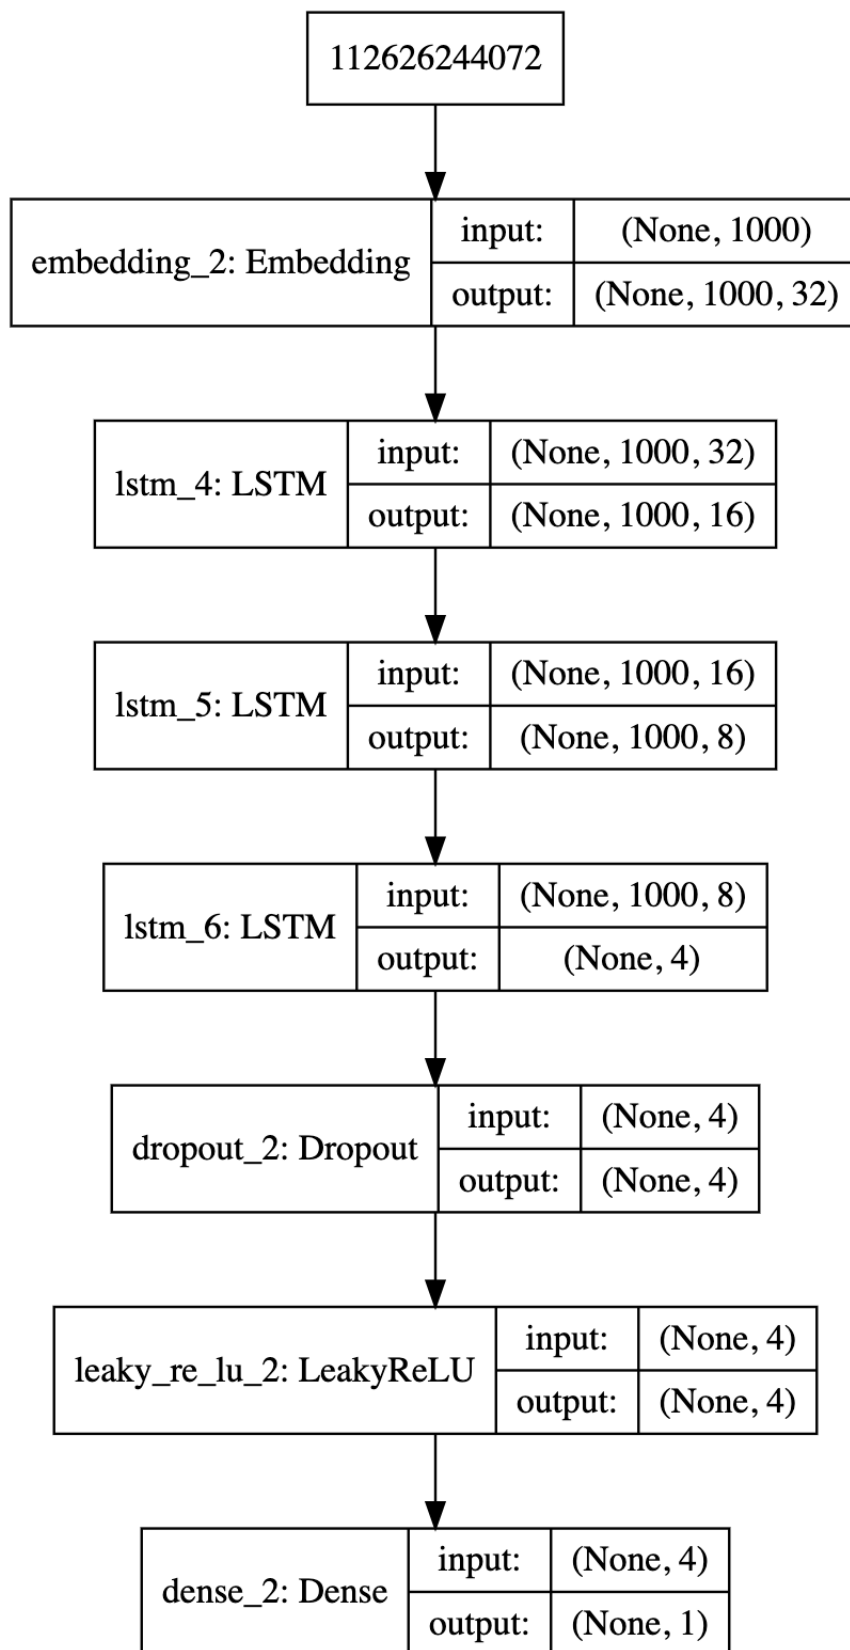 112626244072
embedding_2: Embedding
input: (None, 1000)
output: (None, 1000, 32)
lstm_4: LSTM
input: (None, 1000, 32)
output: (None, 1000, 16)
lstm_5: LSTM
input: (None, 1000, 16)
output: (None, 1000, 8)
lstm_6: LSTM
input: (None, 1000, 8)
output: (None, 4)
dropout_2: Dropout
input: (None, 4)
output: (None, 4)
leaky_re_lu_2: LeakyReLU
input: (None, 4)
output: (None, 4)
dense_2: Dense
input: (None, 4)
output: (None, 1)